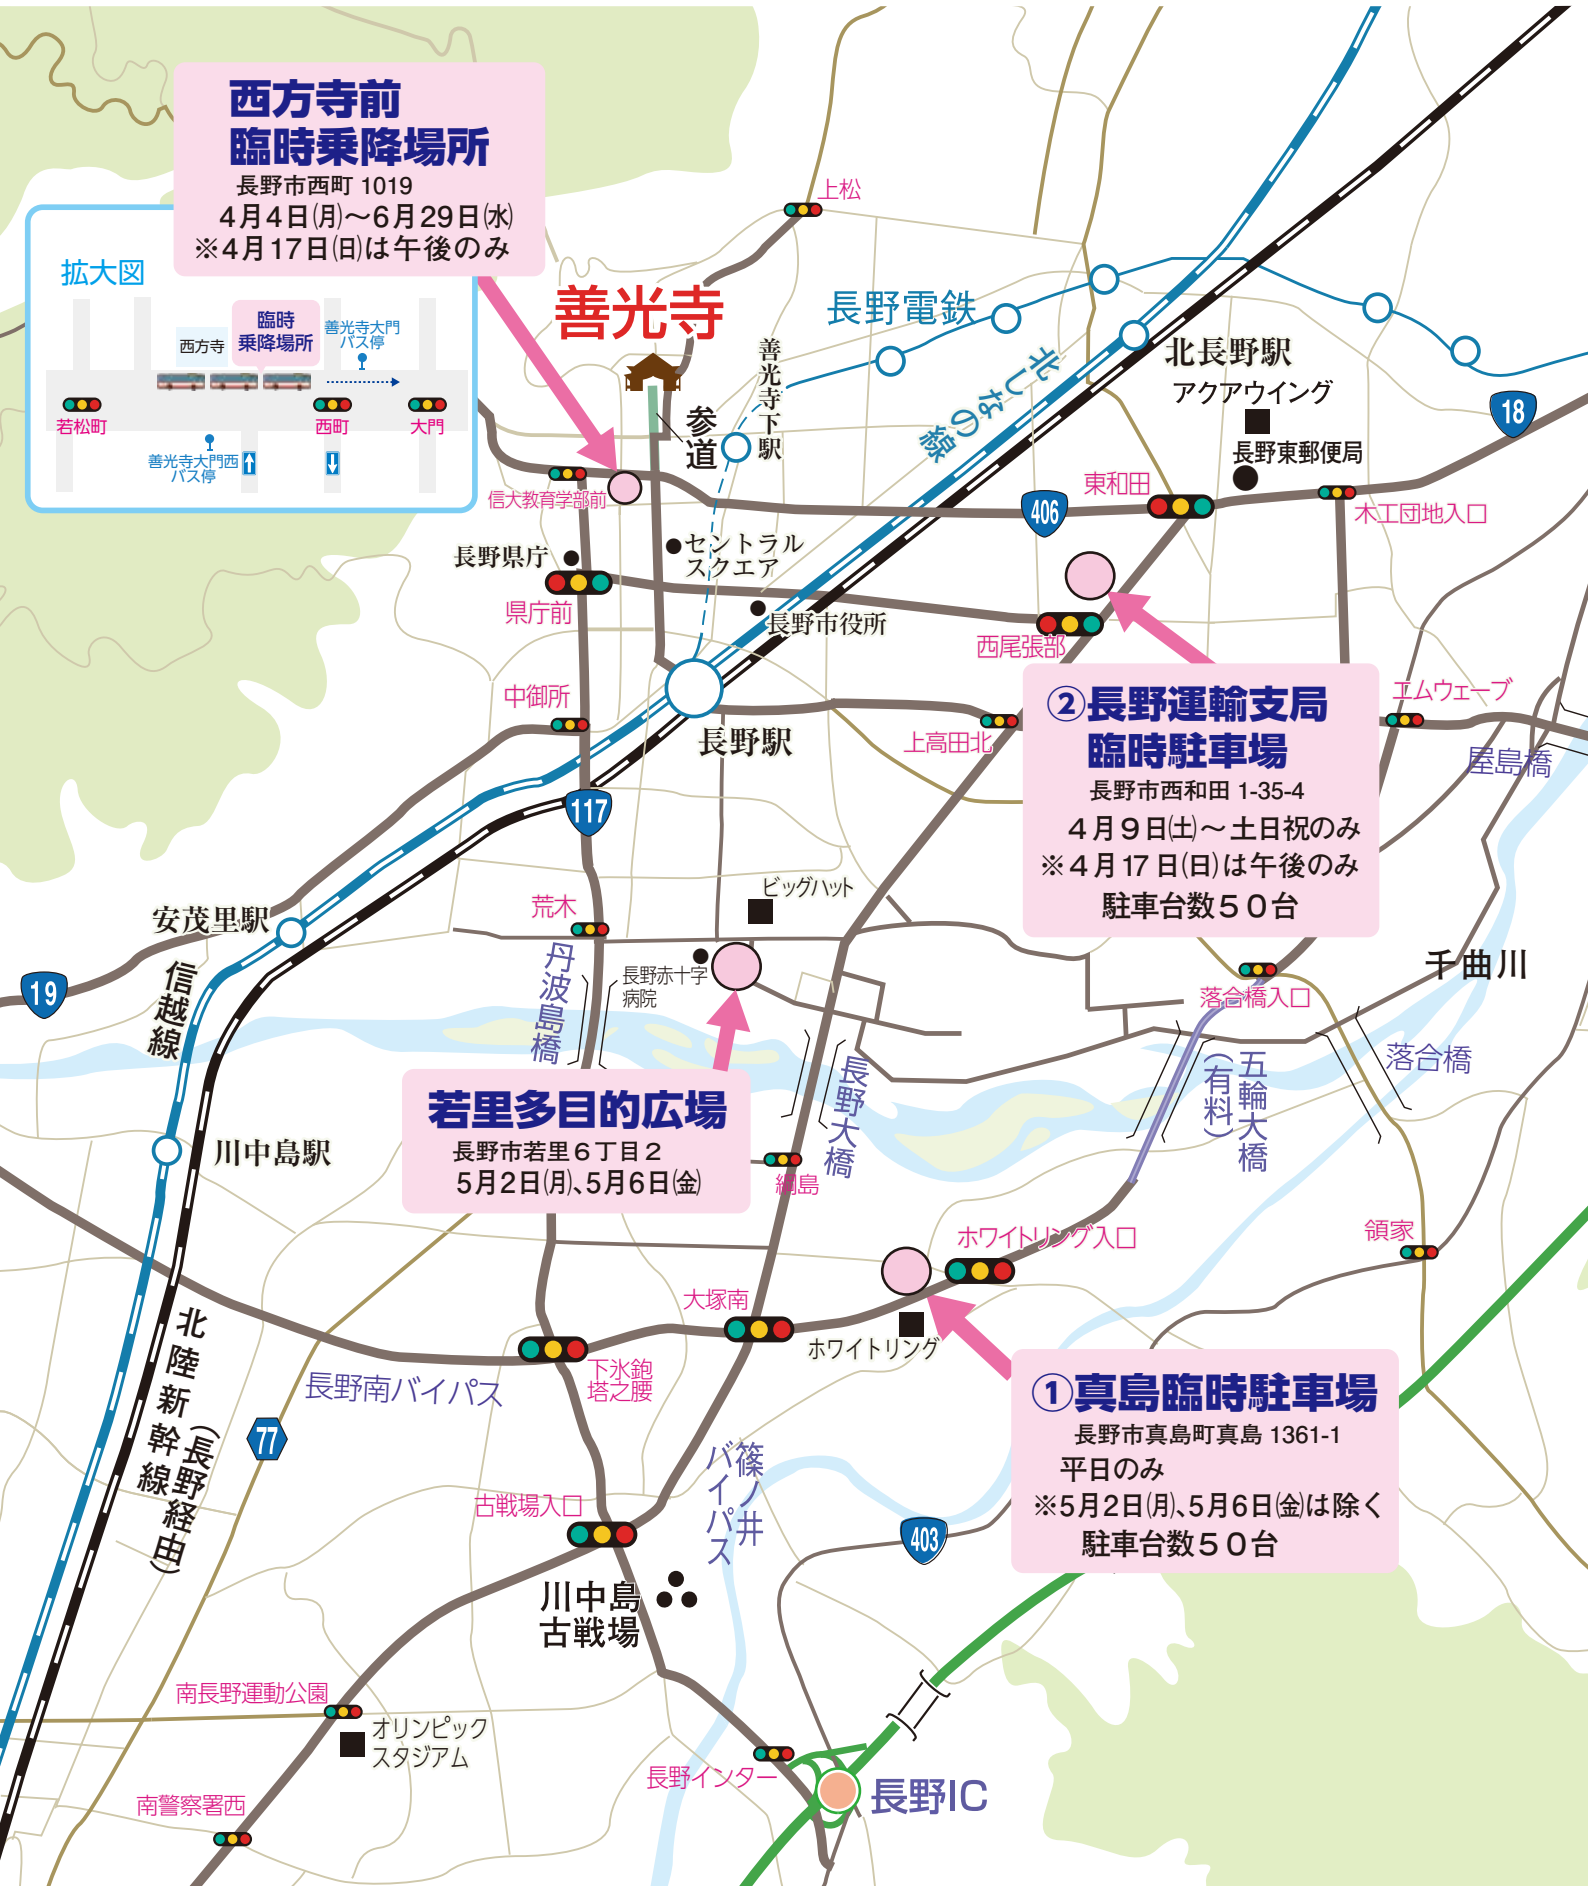 西方寺前
臨時乗降場所
長野市西町 1019
4月4日㈪～6月29日㈬
※4月17日㈰は午後のみ
上松
拡大図
臨時
乗降場所
西方寺
善光寺大門
バス停
若松町
西町
大門
善光寺大門西
バス停
善光寺
長野電鉄
善光寺下駅
参道
北しなの線
北長野駅
アクアウイング
長野東郵便局
18
東和田
406
木工団地入口
信大教育学部前
長野県庁
セントラル
スクエア
県庁前
長野市役所
西尾張部
中御所
長野駅
上高田北
エムウェーブ
屋島橋
②長野運輸支局
臨時駐車場
長野市西和田 1-35-4
4月9日㈯～土日祝のみ
※4月17日(日)は午後のみ
駐車台数50台
117
ビッグハット
荒木
安茂里駅
信越線
19
丹波島橋
長野赤十字
病院
千曲川
落合橋入口
落合橋
五輪大橋
(有料)
長野大橋
若里多目的広場
長野市若里6丁目2
5月2日㈪、5月6日㈮
川中島駅
綱島
ホワイトリング入口
領家
大塚南
ホワイトリング
北陸新幹線
(長野経由)
長野南バイパス
下氷鉋
塔之腰
77
①真島臨時駐車場
長野市真島町真島 1361-1
平日のみ
※5月2日㈪、5月6日㈮は除く
駐車台数50台
篠ノ井
バイパス
古戦場入口
403
川中島
古戦場
南長野運動公園
オリンピック
スタジアム
長野インター
長野IC
南警察署西